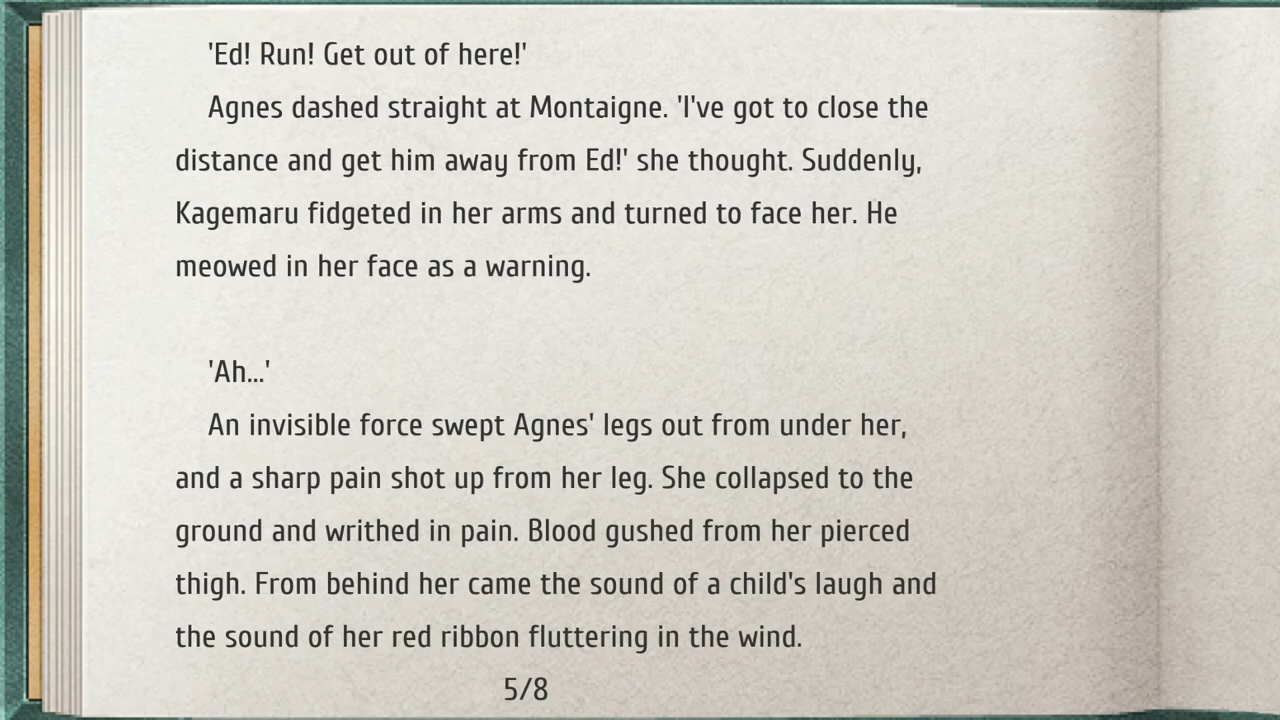 'Ed! Run! Get out of here!'
Agnes dashed straight at Montaigne. 'I've got to close the
distance and get him away from Ed!' she thought. Suddenly,
Kagemaru fidgeted in her arms and turned to face her. He
meowed in her face as a warning.
'Ah...'
An invisible force swept Agnes' legs out from under her,
and a sharp pain shot up from her leg. She collapsed to the
ground and writhed in pain. Blood gushed from her pierced
thigh. From behind her came the sound of a child's laugh and
the sound of her red ribbon fluttering in the wind.
5/8